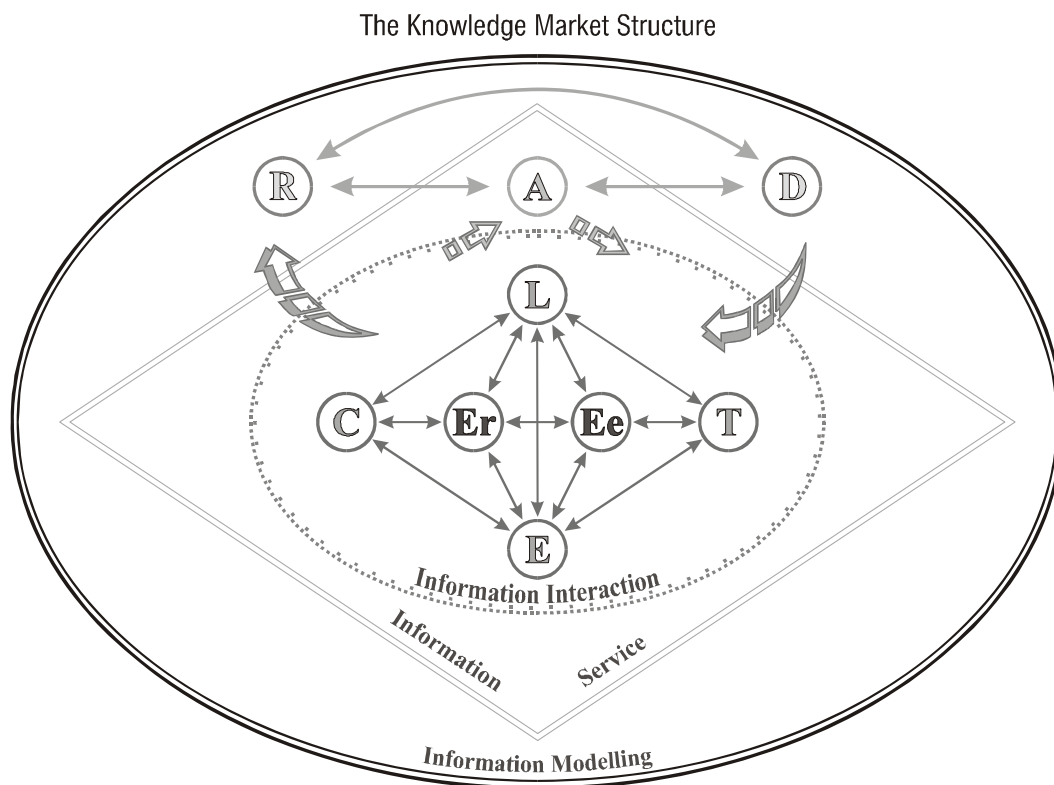 The Knowledge Market Structure
R A D
L
C Er Ee T
E
Information Interaction
Information Service
Information Modelling